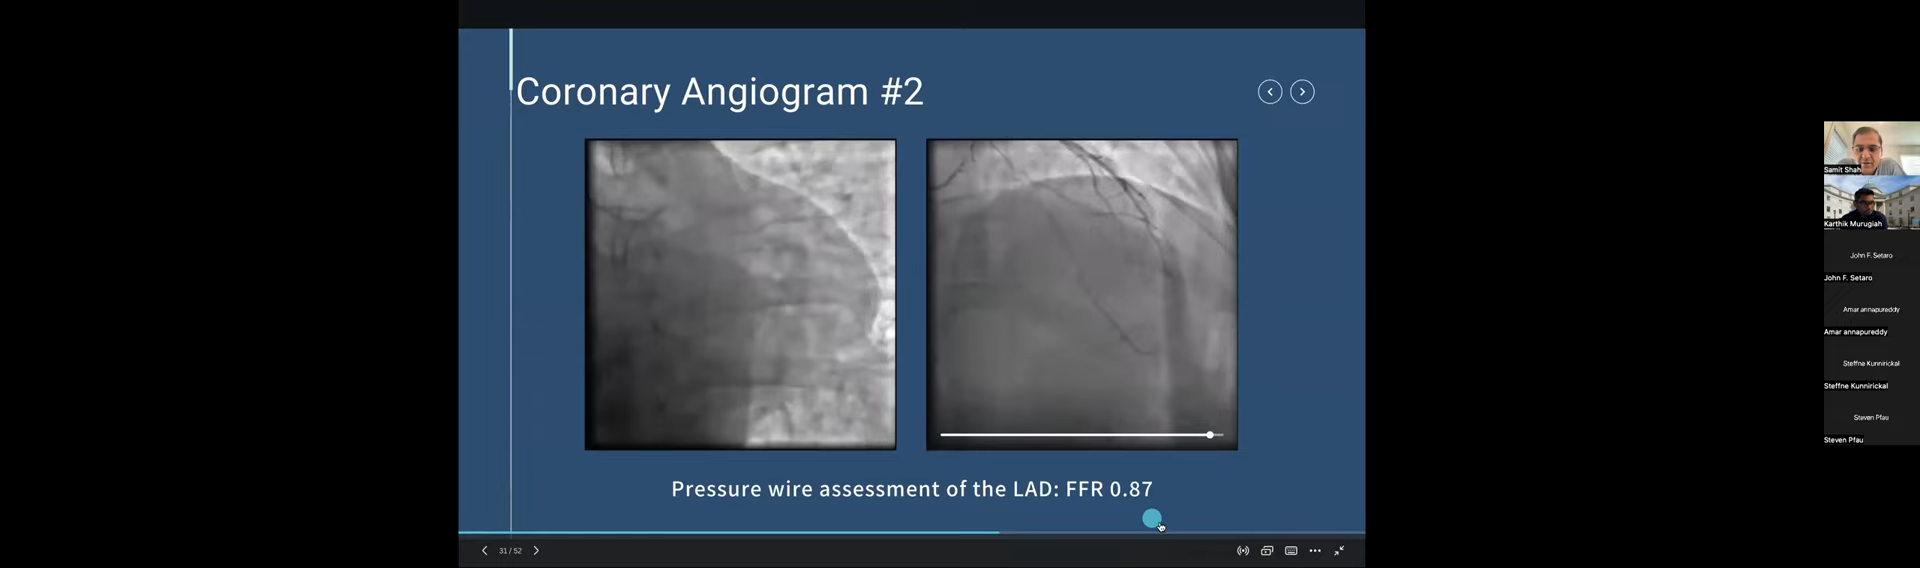 Coronary Angiogram #2
Pressure wire assessment of the LAD: FFR 0.87
31 / 52
Samit Shah
Karthik Murugiah
John F. Setaro
John F. Setaro
Amar annapureddy
Amar annapureddy
Steffne Kunnirickal
Steffne Kunnirickal
Steven Pfau
Steven Pfau